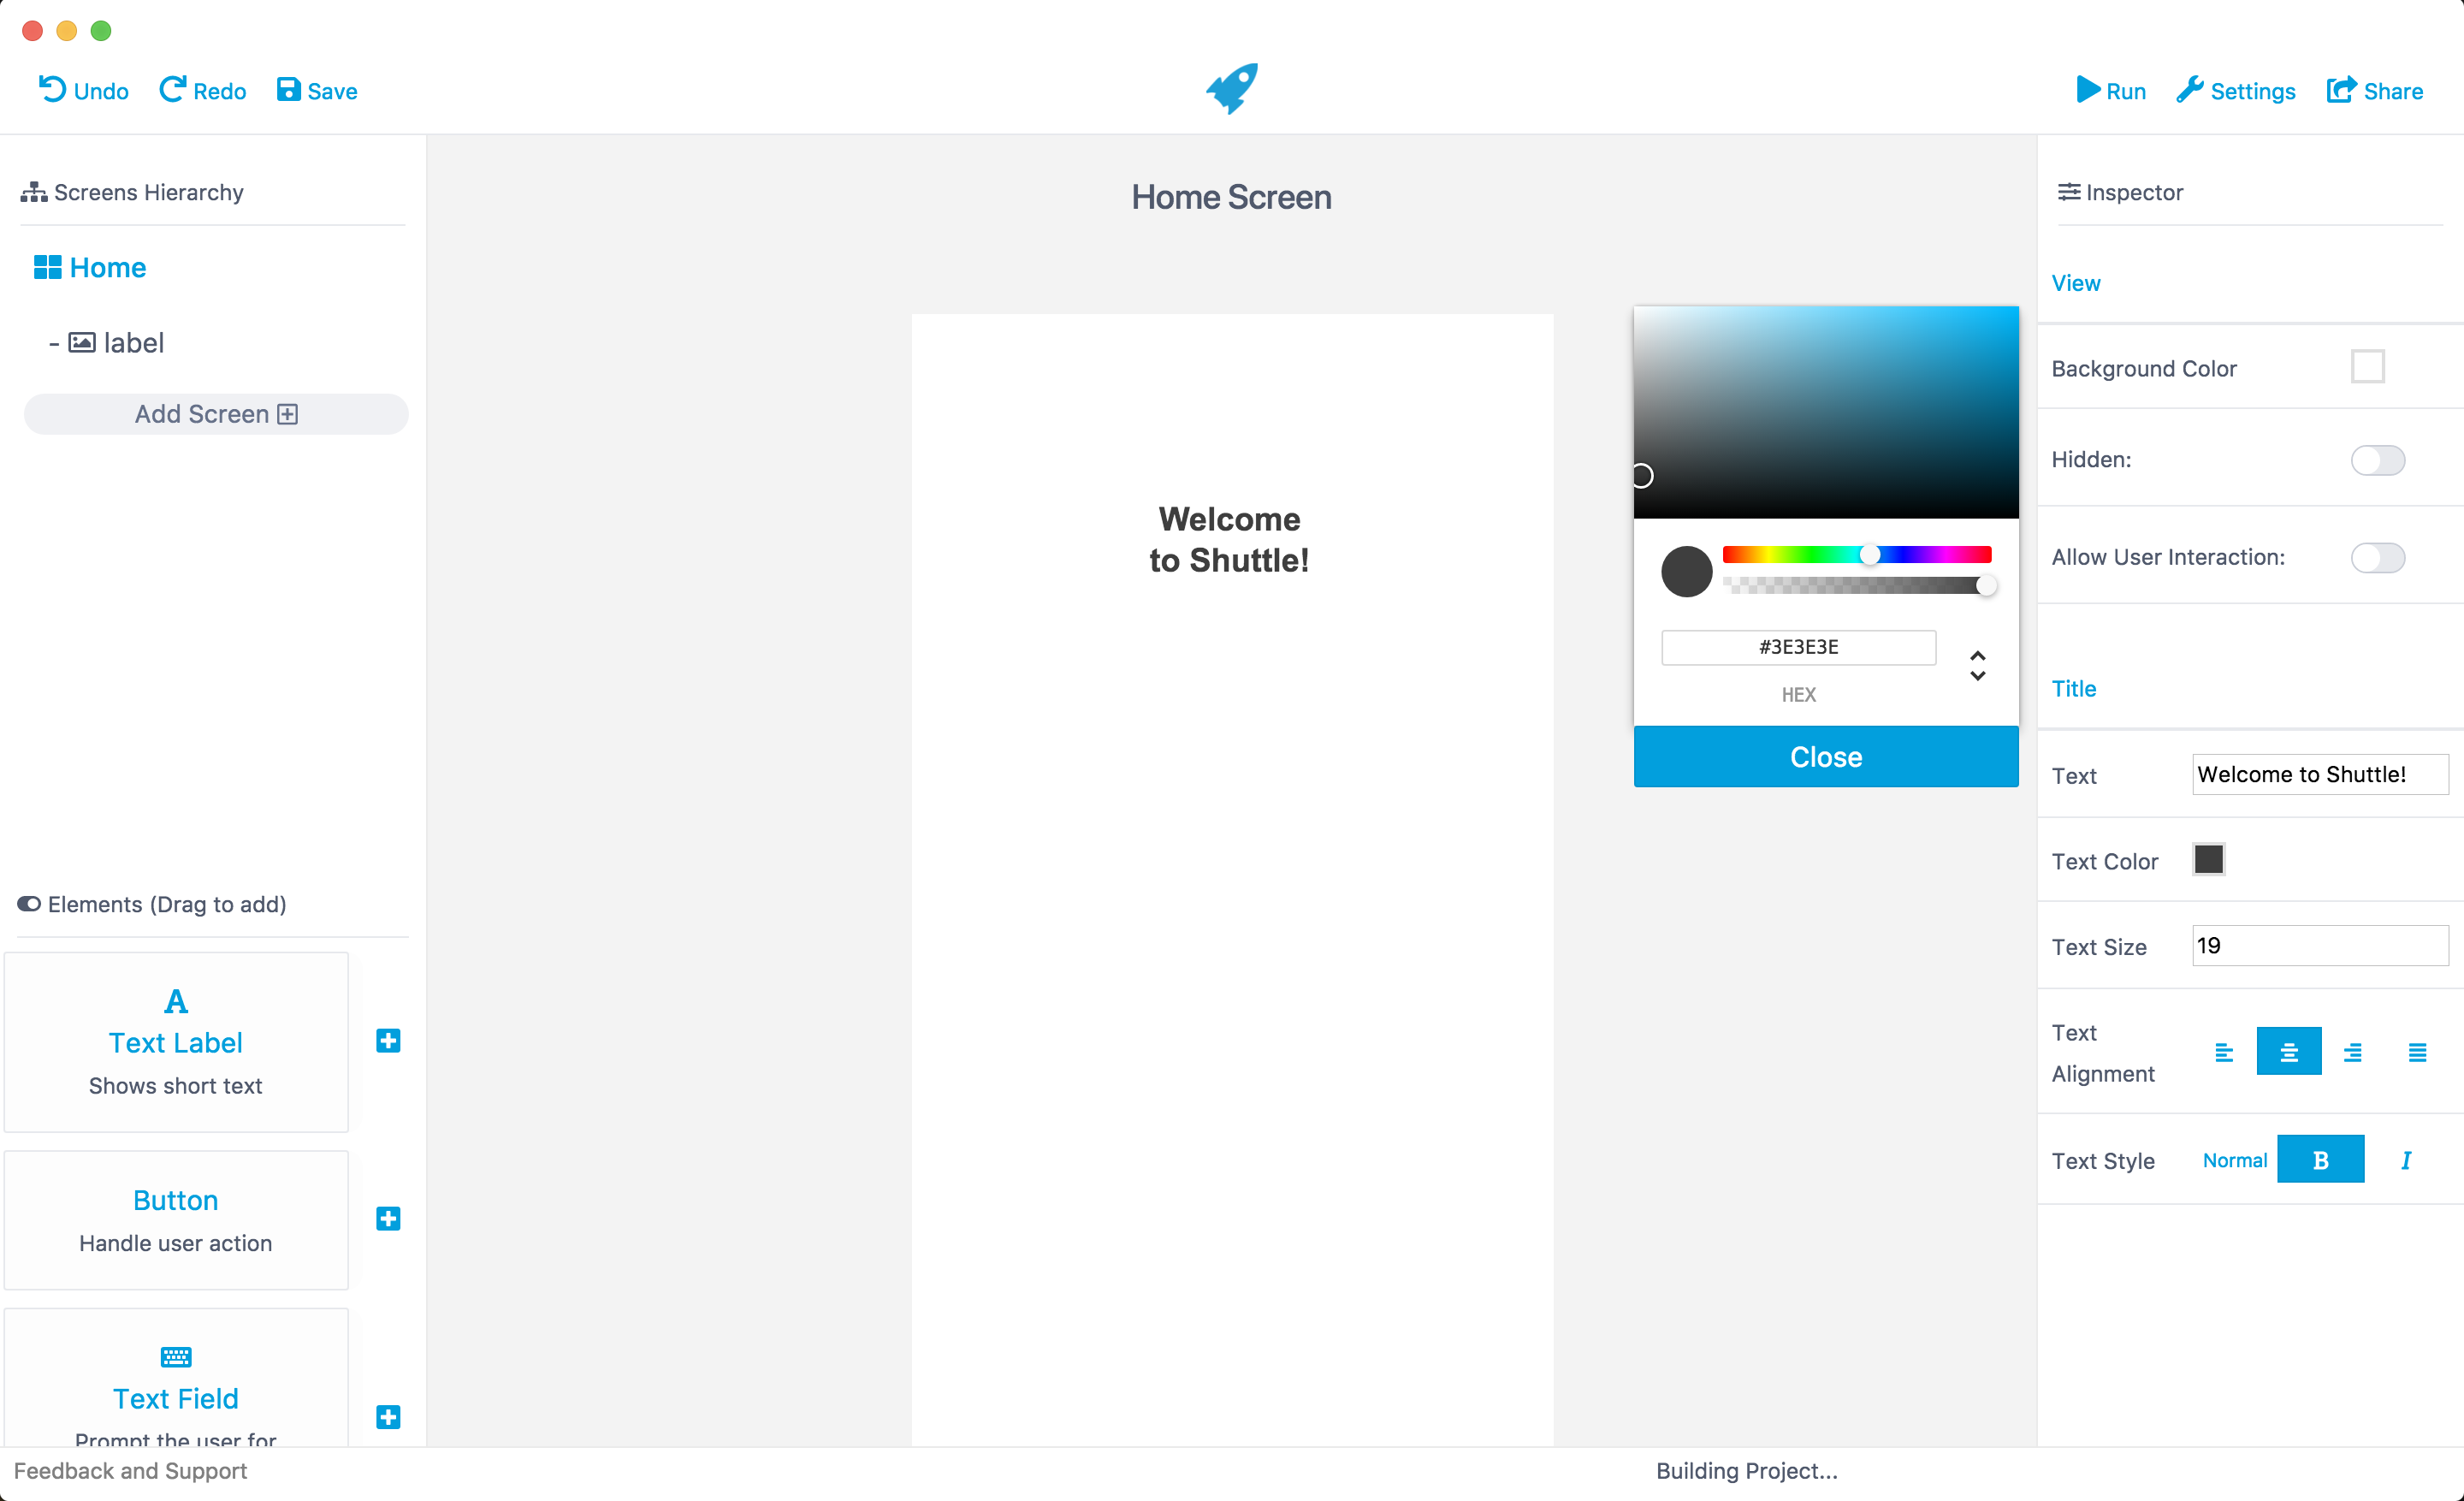 Undo Redo Save
Run Settings Share
Screens Hierarchy
Home
- label
Add Screen
Elements (Drag to add)
A
Text Label
Shows short text
Button
Handle user action
Text Field
Prompt the user for
Home Screen
Welcome
to Shuttle!
#3E3E3E
HEX
Close
Inspector
View
Background Color
Hidden:
Allow User Interaction:
Title
Text Welcome to Shuttle!
Text Color
Text Size 19
Text
Alignment
Text Style Normal B I
Feedback and Support
Building Project...